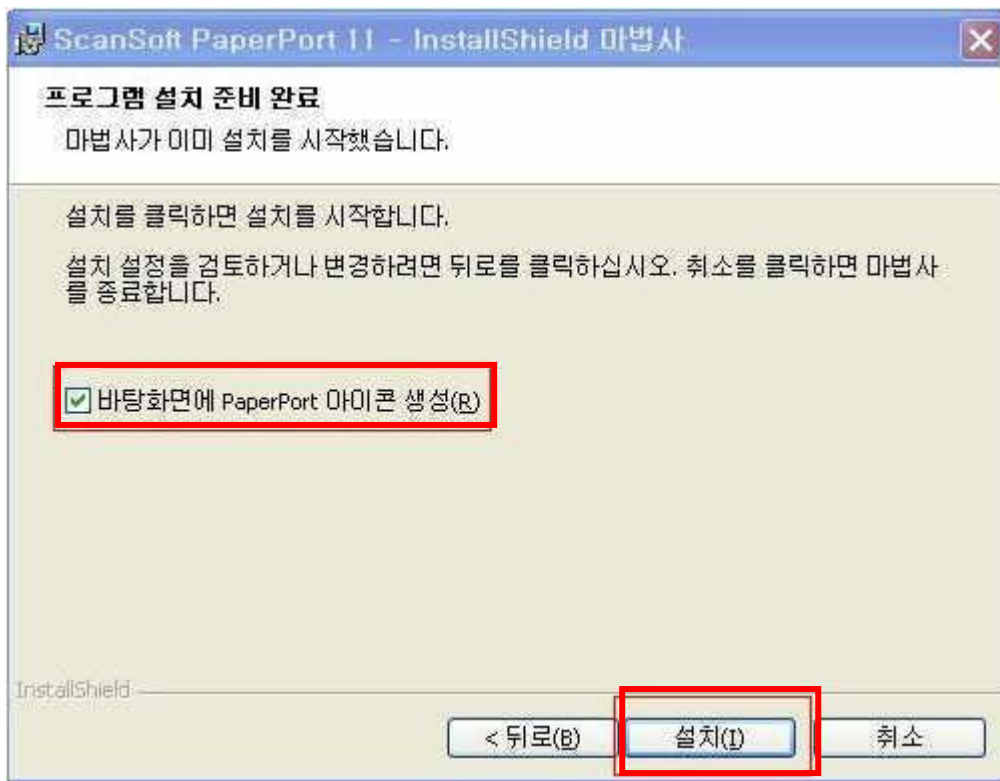 ScanSoft PaperPort 11 - InstallShield 마법사
프로그램 설치 준비 완료
마법사가 이미 설치를 시작했습니다.
설치를 클릭하면 설치를 시작합니다.
설치 설정을 검토하거나 변경하려면 뒤로를 클릭하십시오. 취소를 클릭하면 마법사
를 종료합니다.
바탕화면에 PaperPort 아이콘 생성(R)
InstallShield
< 뒤로(B) 설치(I) 취소